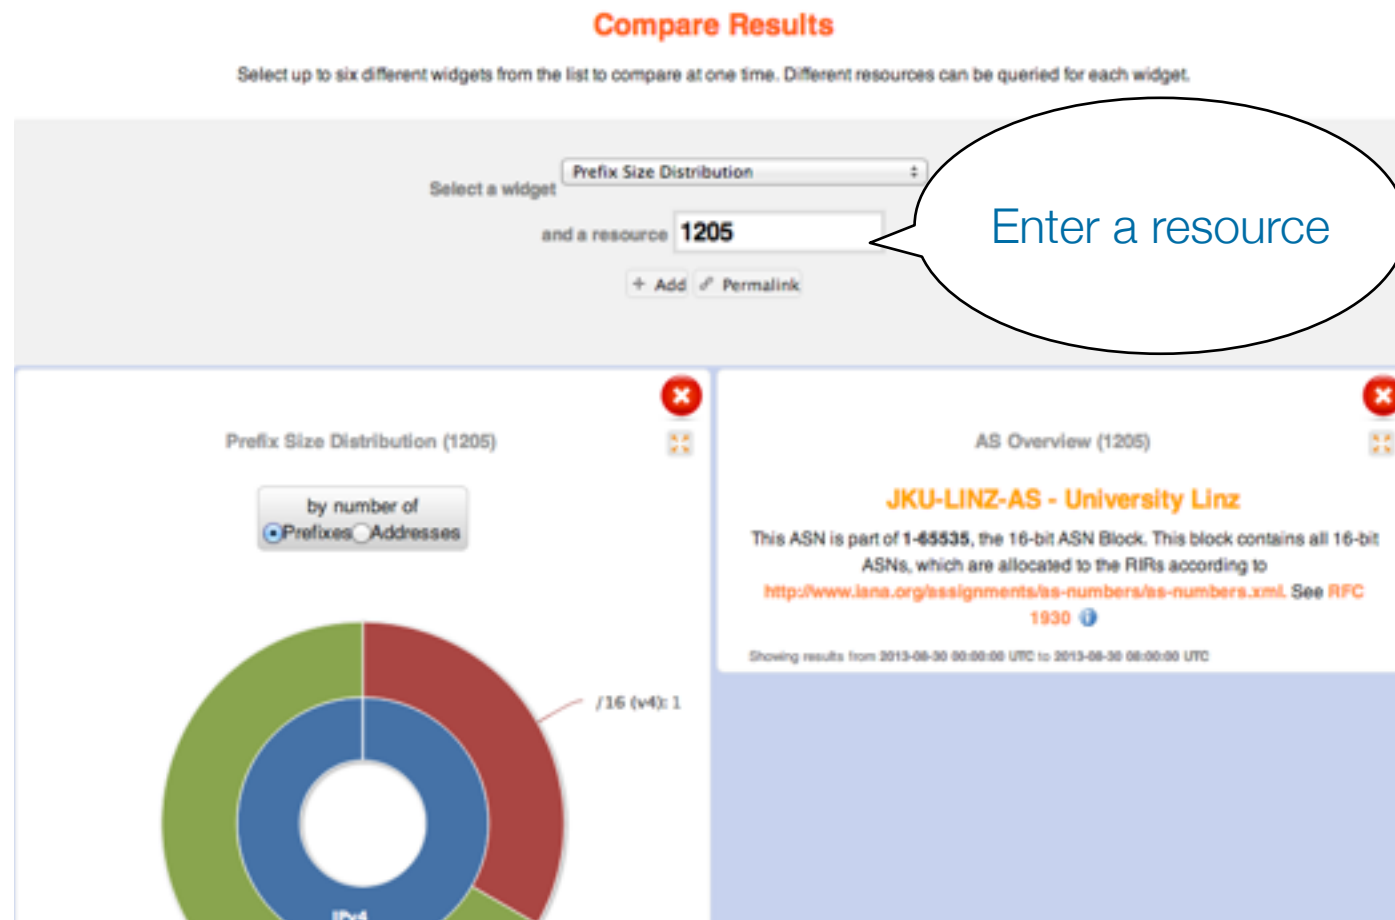 Compare Results
Select up to six different widgets from the list to compare at one time. Different resources can be queried for each widget.
Select a widget Prefix Size Distribution
and a resource 1205
Enter a resource
+ Add Permalink
Prefix Size Distribution (1205)
by number of
Prefixes Addresses
/16 (v4): 1
IPv4
AS Overview (1205)
JKU-LINZ-AS - University Linz
This ASN is part of 1-65535, the 16-bit ASN Block. This block contains all 16-bit
ASNs, which are allocated to the RIRs according to
http://www.iana.org/assignments/as-numbers/as-numbers.xml. See RFC
1930
Showing results from 2013-08-30 00:00:00 UTC to 2013-08-30 08:00:00 UTC